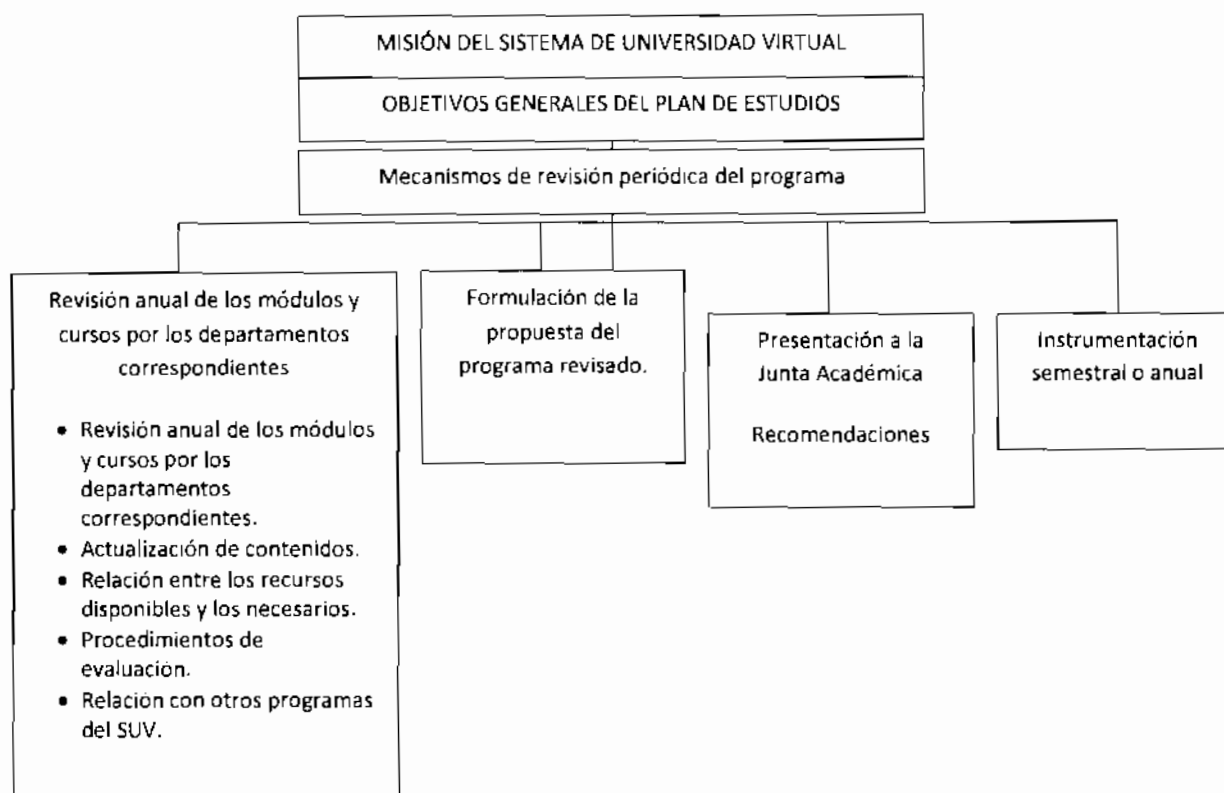 MISIÓN DEL SISTEMA DE UNIVERSIDAD VIRTUAL
OBJETIVOS GENERALES DEL PLAN DE ESTUDIOS
Mecanismos de revisión periódica del programa
Revisión anual de los módulos y
cursos por los departamentos
correspondientes
• Revisión anual de los módulos
y cursos por los
departamentos
correspondientes.
• Actualización de contenidos.
• Relación entre los recursos
disponibles y los necesarios.
• Procedimientos de
evaluación.
• Relación con otros programas
del SUV.
Formulación de la
propuesta del
programa revisado.
Presentación a la
Junta Académica
Recomendaciones
Instrumentación
semestral o anual